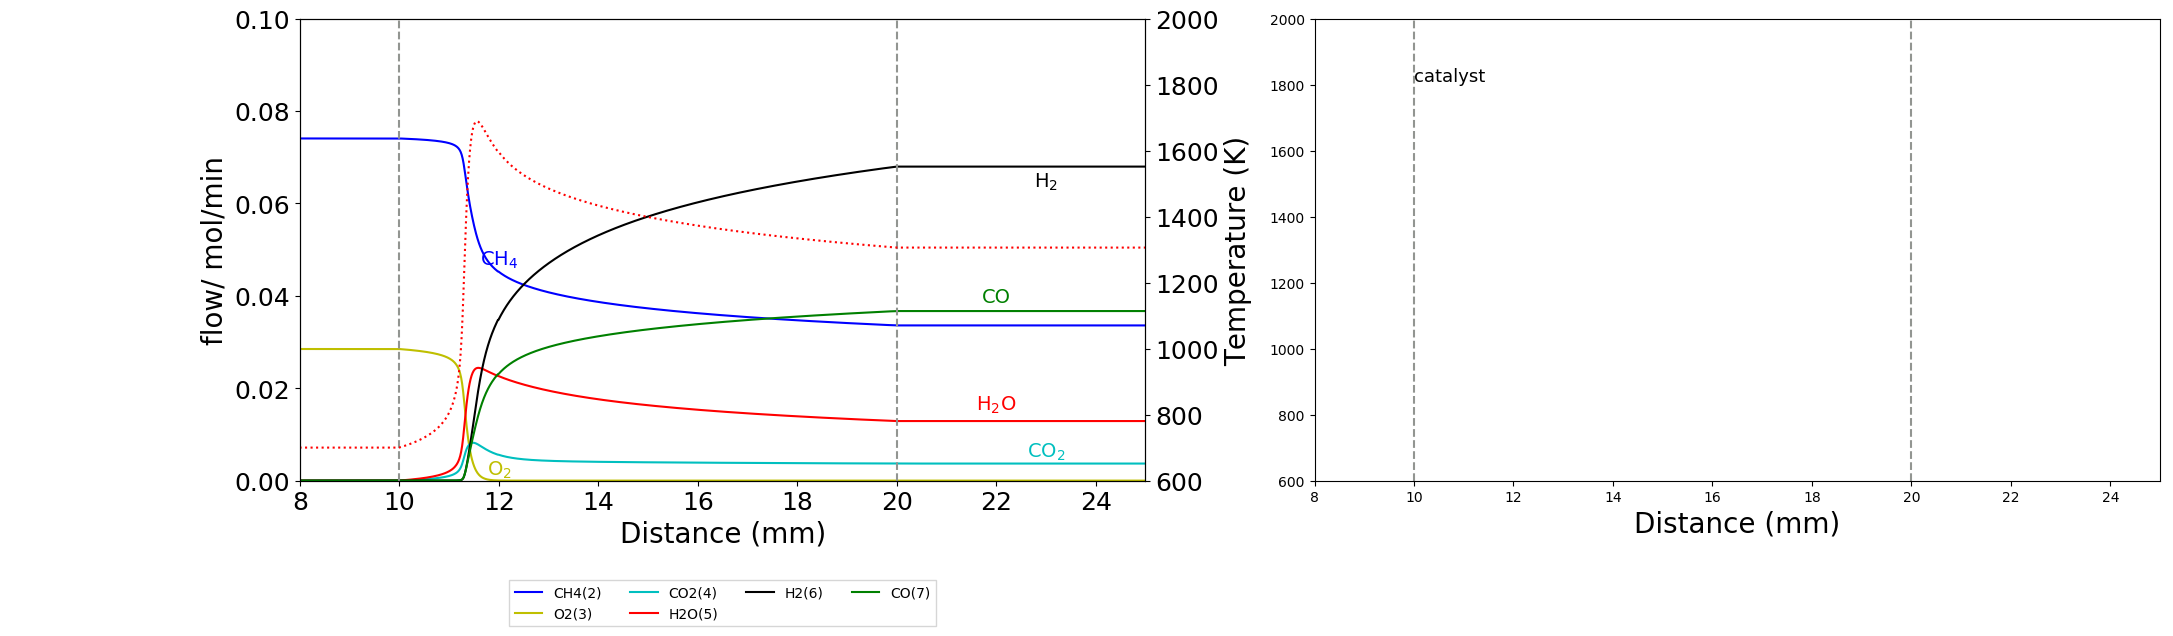 0.10
0.08
0.06
0.04
0.02
0.00
flow/ mol/min
8 10 12 14 16 18 20 22 24
Distance (mm)
2000
1800
1600
1400
1200
1000
800
600
Temperature (K)
H₂
CH₄
CO
H₂O
CO₂
O₂
CH4(2) CO2(4) H2(6) CO(7)
O2(3) H2O(5)
2000
1800
1600
1400
1200
1000
800
600
catalyst
8 10 12 14 16 18 20 22 24
Distance (mm)